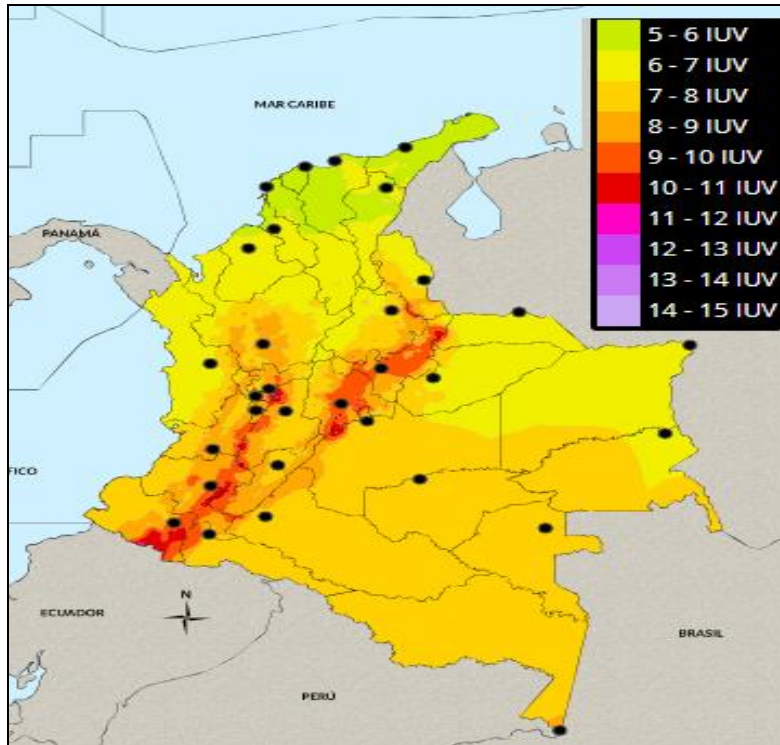 5 - 6 IUV
6 - 7 IUV
7 - 8 IUV
8 - 9 IUV
9 - 10 IUV
10 - 11 IUV
11 - 12 IUV
12 - 13 IUV
13 - 14 IUV
14 - 15 IUV
MAR CARIBE
PANAMÁ
FICO
N
ECUADOR
BRASIL
PERÚ